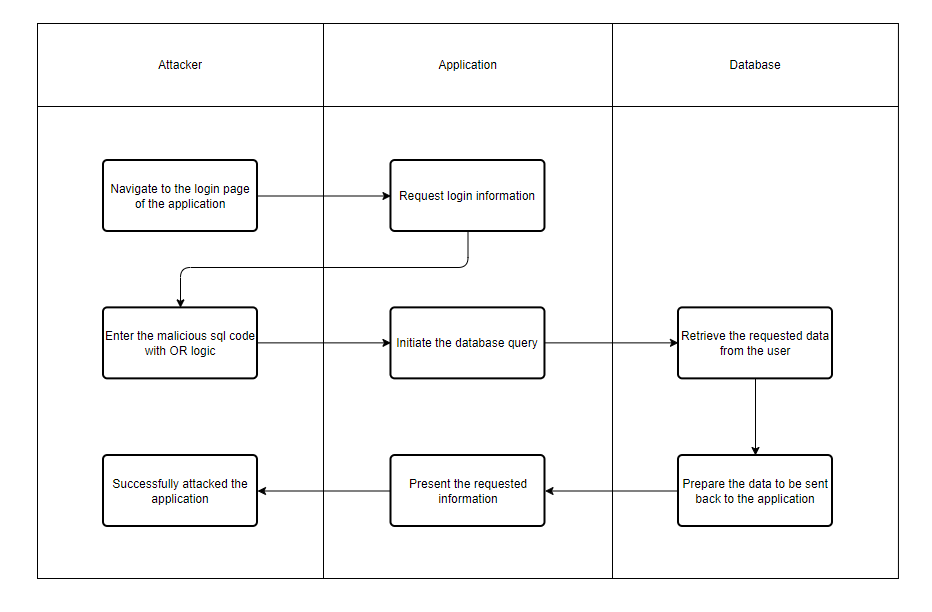 Attacker
Application
Database
Navigate to the login page
of the application
Request login information
Enter the malicious sql code
with OR logic
Initiate the database query
Retrieve the requested data
from the user
Successfully attacked the
application
Present the requested
information
Prepare the data to be sent
back to the application